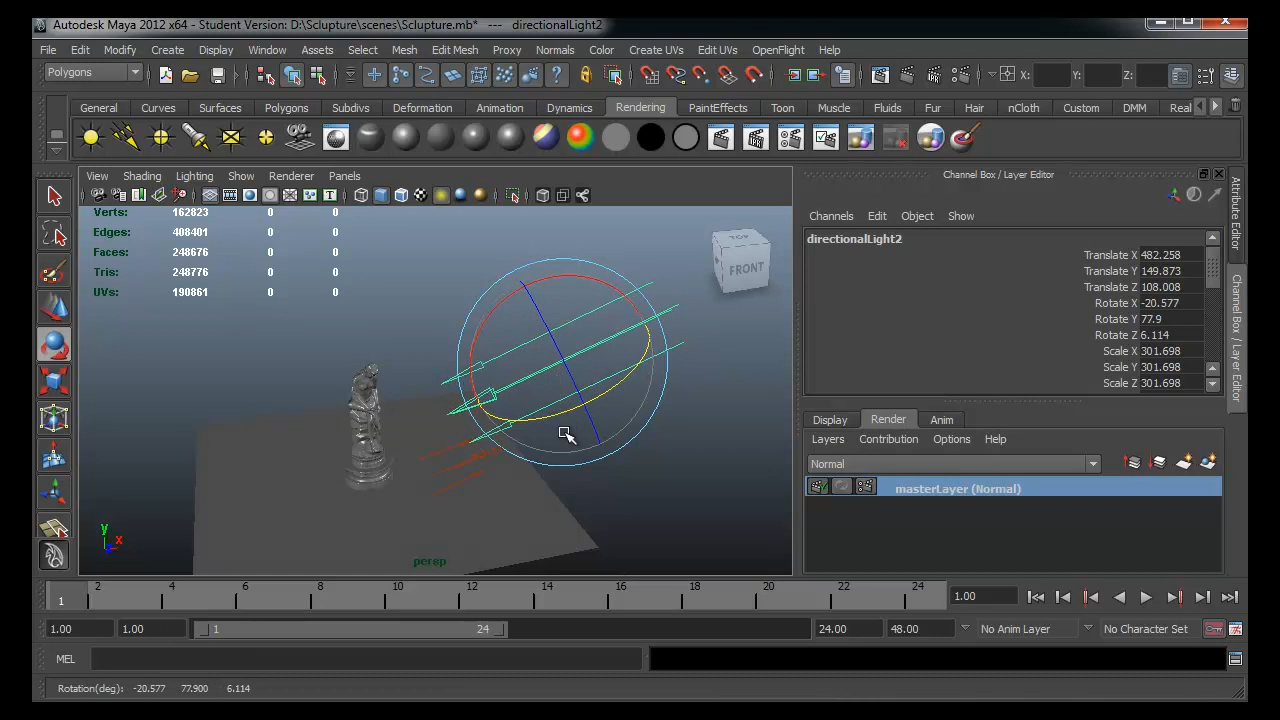 Autodesk Maya 2012 x64 - Student Version: D:\Sclupture\scenes\Sclupture.mb* --- directionalLight2
File Edit Modify Create Display Window Assets Select Mesh Edit Mesh Proxy Normals Color Create UVs Edit UVs OpenFlight Help
Polygons X: Y: Z:
General Curves Surfaces Polygons Subdivs Deformation Animation Dynamics Rendering PaintEffects Toon Muscle Fluids Fur Hair nCloth Custom DMM Real
View Shading Lighting Show Renderer Panels
Channel Box / Layer Editor
Channels Edit Object Show
directionalLight2
Translate X 482.258
Translate Y 149.873
Translate Z 108.008
Rotate X -20.577
Rotate Y 77.9
Rotate Z 6.114
Scale X 301.698
Scale Y 301.698
Scale Z 301.698
Verts: 162823 0 0
Edges: 408401 0 0
Faces: 248676 0 0
Tris: 248776 0 0
UVs: 190861 0 0
TOP
FRONT
y
x
persp
Display Render Anim
Layers Contribution Options Help
Normal
masterLayer (Normal)
Attribute Editor
Channel Box / Layer Editor
1 2 4 6 8 10 12 14 16 18 20 22 24 1.00
1.00 1.00 1 24 24.00 48.00 No Anim Layer No Character Set
MEL
Rotation(deg): -20.577 77.900 6.114